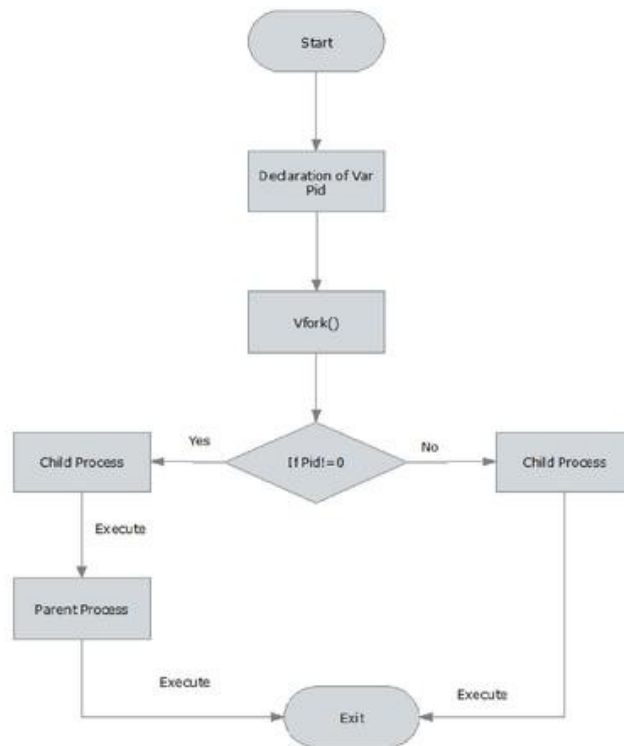 Start
Declaration of Var
Pid
Vfork()
Yes
If Pid!=0
No
Child Process
Child Process
Execute
Parent Process
Execute
Execute
Exit